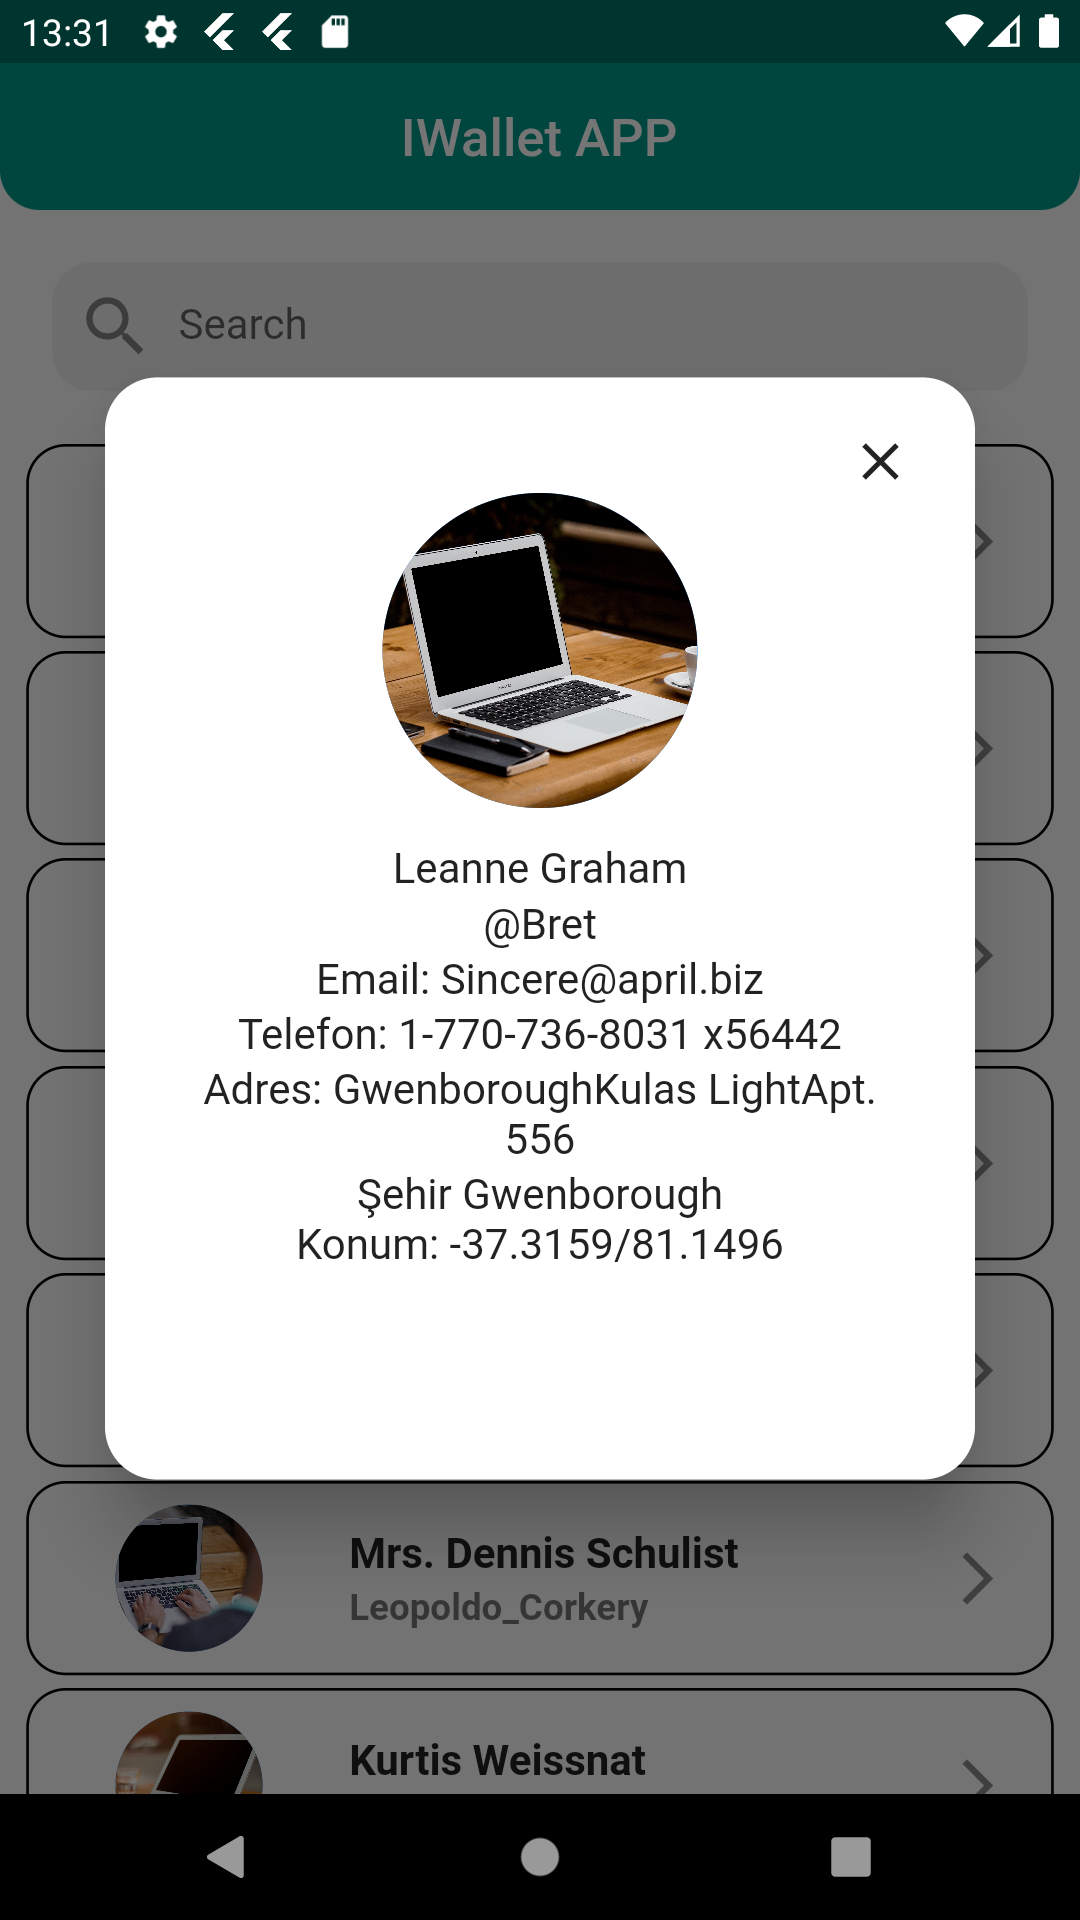 13:31
IWallet APP
Search
Leanne Graham
@Bret
Email: Sincere@april.biz
Telefon: 1-770-736-8031 x56442
Adres: GwenboroughKulas LightApt.
556
Şehir Gwenborough
Konum: -37.3159/81.1496
Mrs. Dennis Schulist
Leopoldo_Corkery
Kurtis Weissnat